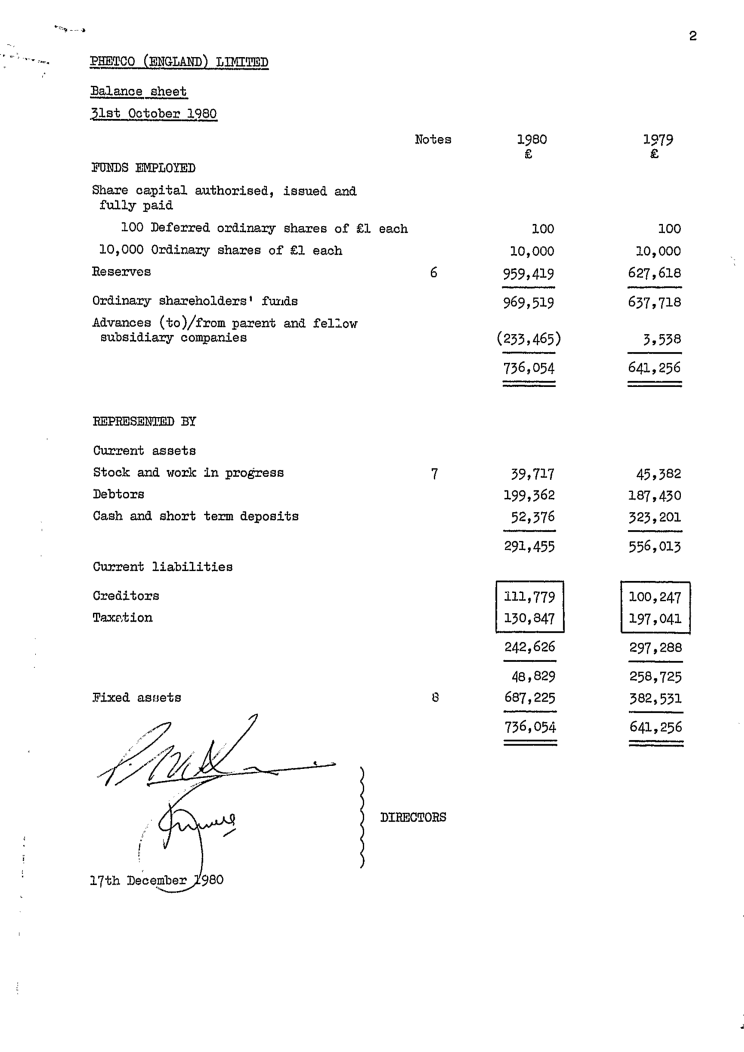 2
PHETCO (ENGLAND) LIMITED
Balance sheet
31st October 1980
Notes 1980 1979
£ £
FUNDS EMPLOYED
Share capital authorised, issued and
fully paid
100 Deferred ordinary shares of £1 each 100 100
10,000 Ordinary shares of £1 each 10,000 10,000
Reserves 6 959,419 627,618
Ordinary shareholders' funds 969,519 637,718
Advances (to)/from parent and fellow
subsidiary companies (233,465) 3,538
736,054 641,256
REPRESENTED BY
Current assets
Stock and work in progress 7 39,717 45,382
Debtors 199,362 187,430
Cash and short term deposits 52,376 323,201
291,455 556,013
Current liabilities
Creditors 111,779 100,247
Taxation 130,847 197,041
242,626 297,288
48,829 258,725
Fixed assets 8 687,225 382,531
736,054 641,256
DIRECTORS
17th December 1980